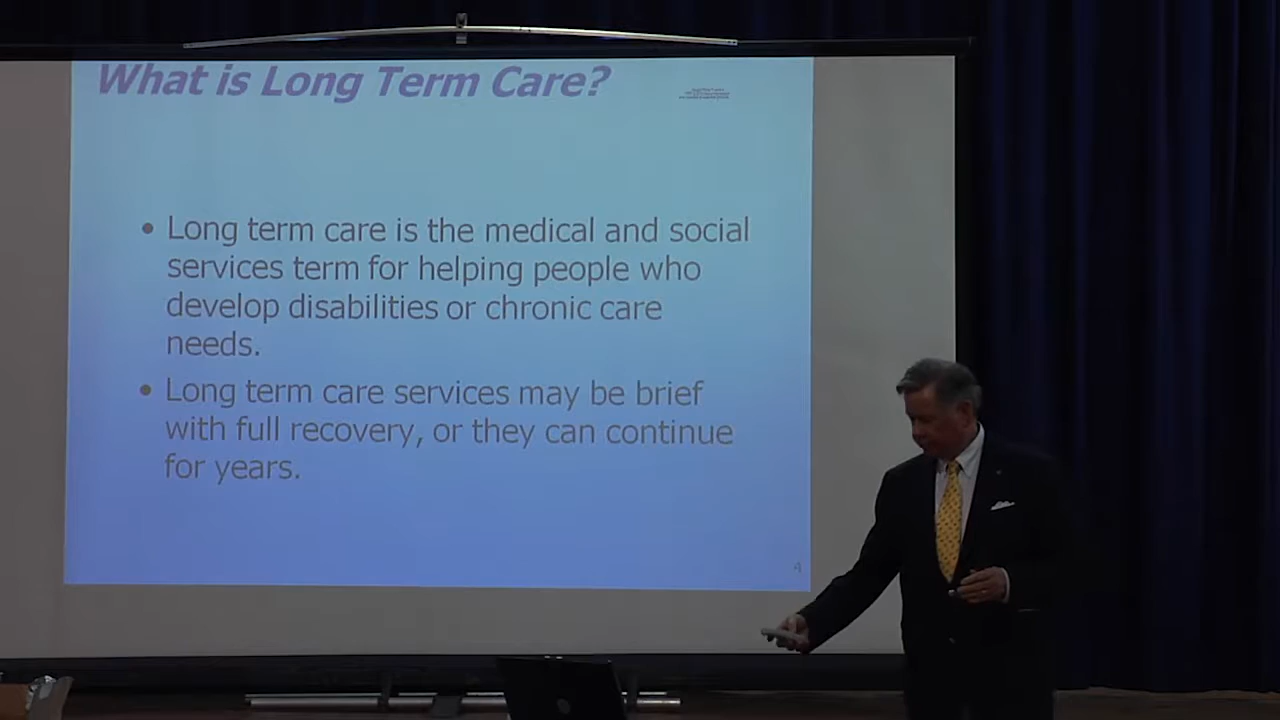 What is Long Term Care?
• Long term care is the medical and social
services term for helping people who
develop disabilities or chronic care
needs.
• Long term care services may be brief
with full recovery, or they can continue
for years.
4